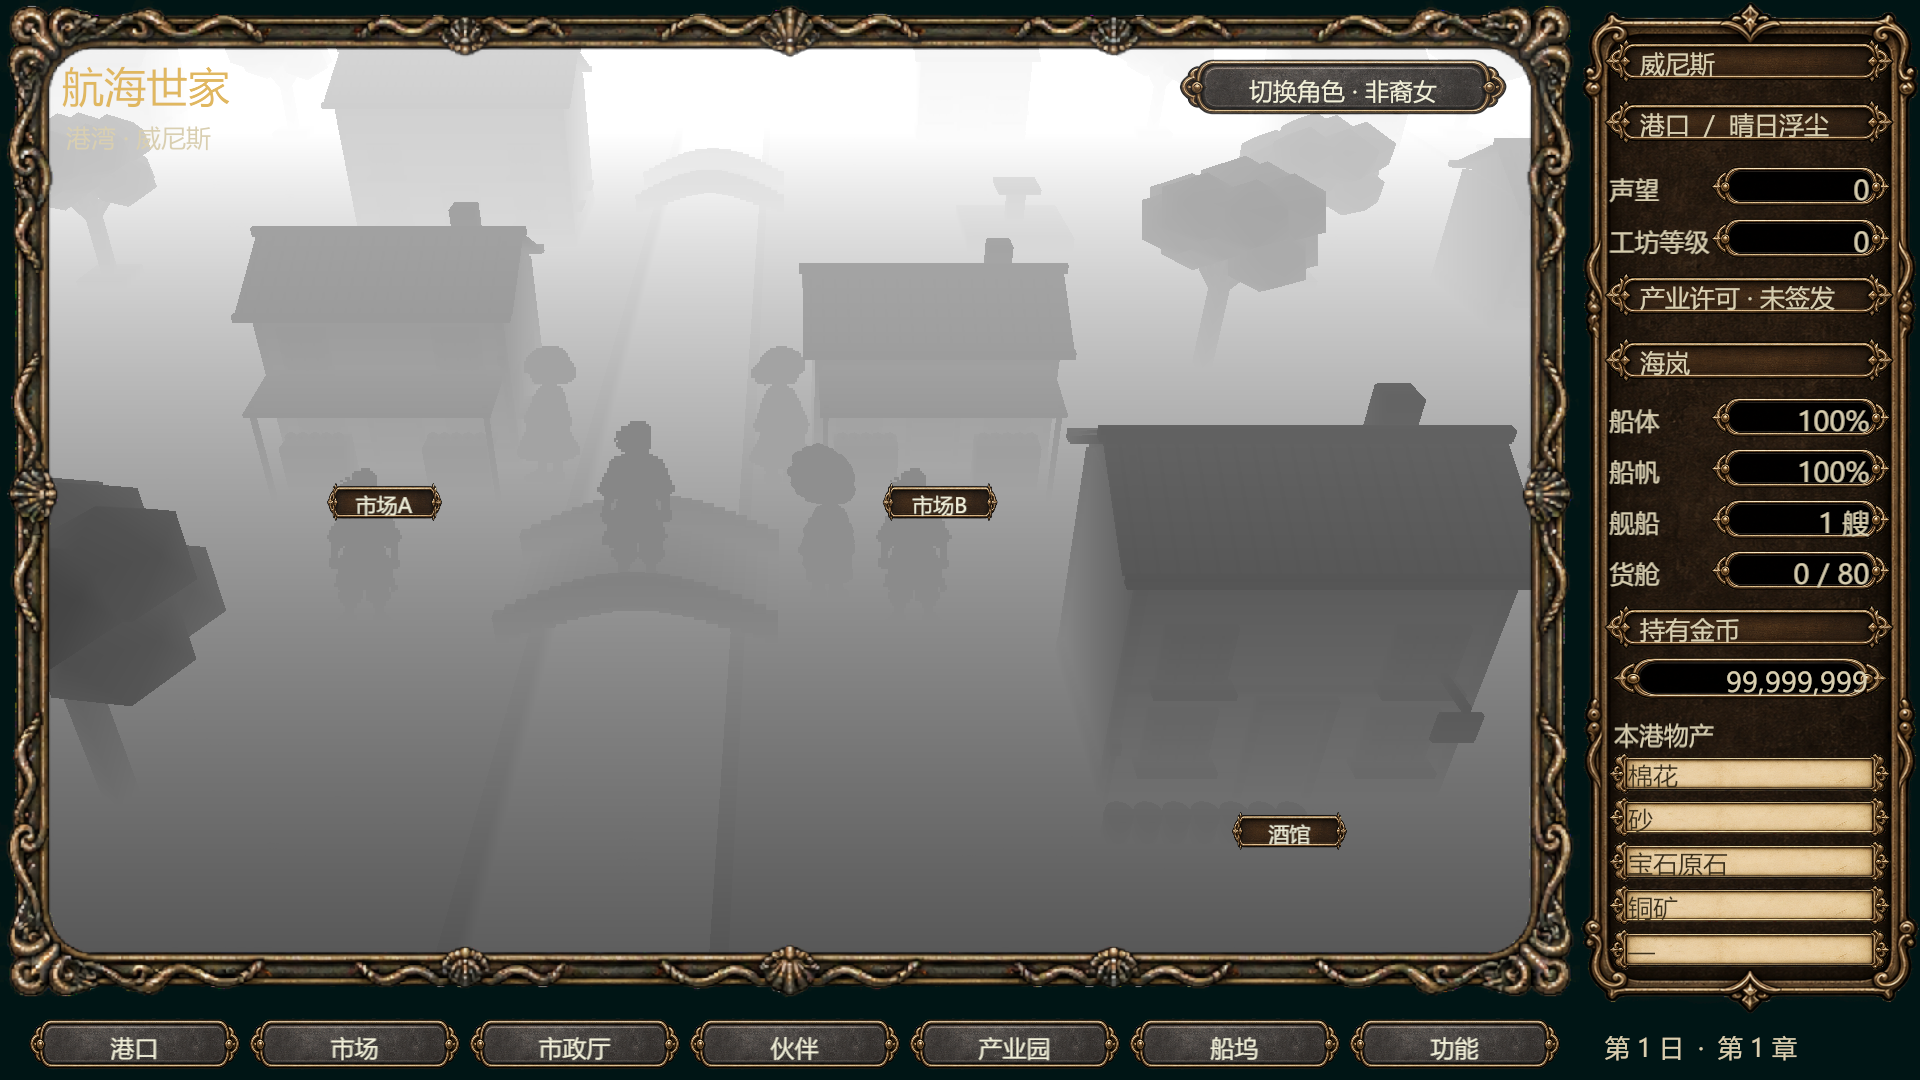 航海世家
港湾 · 威尼斯
切换角色 · 非裔女
市场A
市场B
酒馆
威尼斯
港口 / 晴日浮尘
声望 0
工坊等级 0
产业许可 · 未签发
海岚
船体 100%
船帆 100%
舰船 1 艘
货舱 0 / 80
持有金币
99,999,999
本港物产
棉花
砂
宝石原石
铜矿
—
港口
市场
市政厅
伙伴
产业园
船坞
功能
第 1 日 · 第 1 章